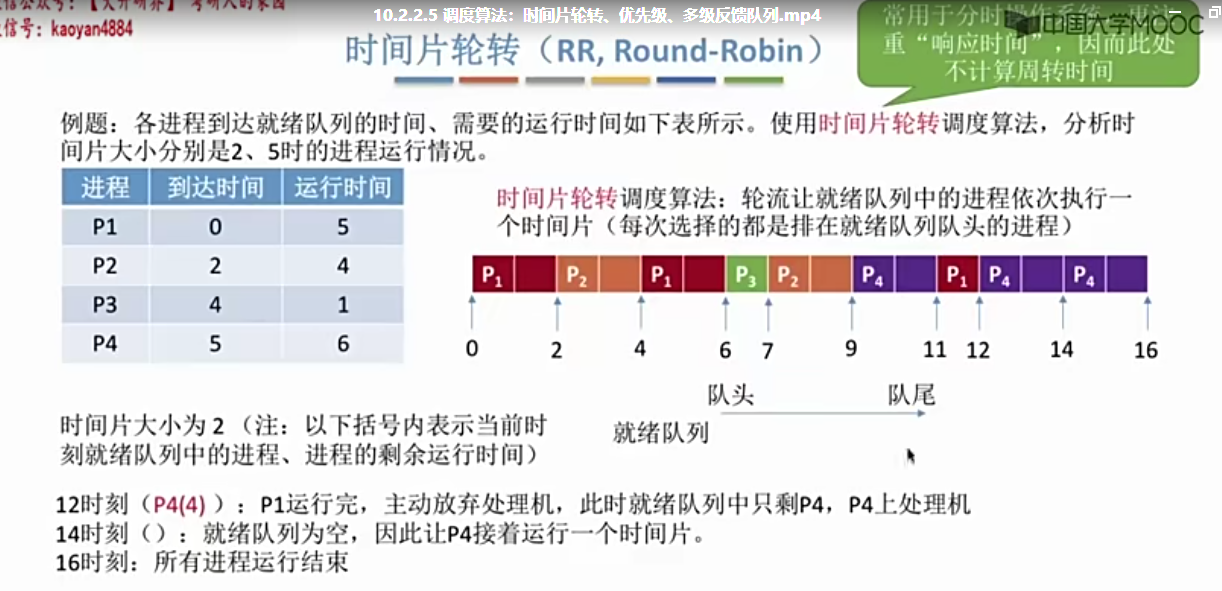 信公众号：【大开研界】 考研人的家园
信号：kaoyan4884
10.2.2.5 调度算法：时间片轮转、优先级、多级反馈队列.mp4
中国大学MOOC
时间片轮转（RR, Round-Robin）
常用于分时操作系统，更注
重“响应时间”，因而此处
不计算周转时间
例题：各进程到达就绪队列的时间、需要的运行时间如下表所示。使用时间片轮转调度算法，分析时
间片大小分别是2、5时的进程运行情况。
进程 到达时间 运行时间
P1 0 5
P2 2 4
P3 4 1
P4 5 6
时间片轮转调度算法：轮流让就绪队列中的进程依次执行一
个时间片（每次选择的都是排在就绪队列队头的进程）
P1 P2 P1 P3 P2 P4 P1 P4 P4
0 2 4 6 7 9 11 12 14 16
队头 队尾
就绪队列
时间片大小为 2 （注：以下括号内表示当前时
刻就绪队列中的进程、进程的剩余运行时间）
12时刻（P4(4) ）：P1运行完，主动放弃处理机，此时就绪队列中只剩P4，P4上处理机
14时刻（）：就绪队列为空，因此让P4接着运行一个时间片。
16时刻：所有进程运行结束